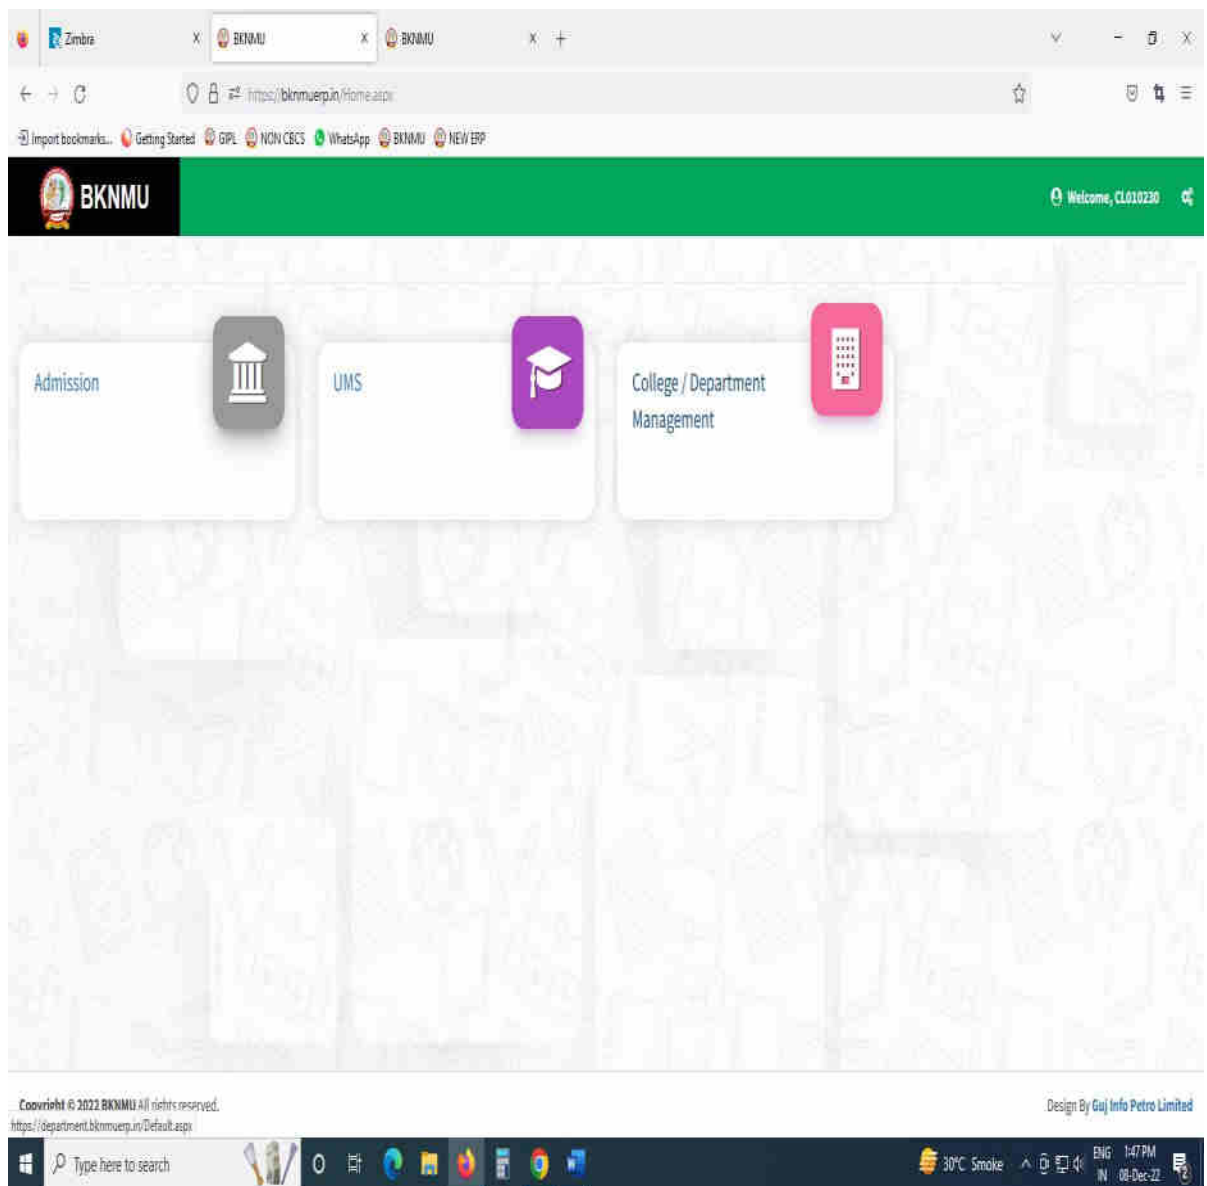 Zimbra X BKNMU X BKNMU X +
https://bknmuerp.in/Home.aspx
Import bookmarks... Getting Started GIPL NON CBCS WhatsApp BKNMU NEW ERP
BKNMU
Welcome, CL010230
Admission
UMS
College / Department
Management
Copyright © 2022 BKNMU All rights reserved.
Design By Guj Info Petro Limited
https://department.bknmuerp.in/Default.aspx
Type here to search
30°C Smoke
ENG
IN
1:47 PM
08-Dec-22
2